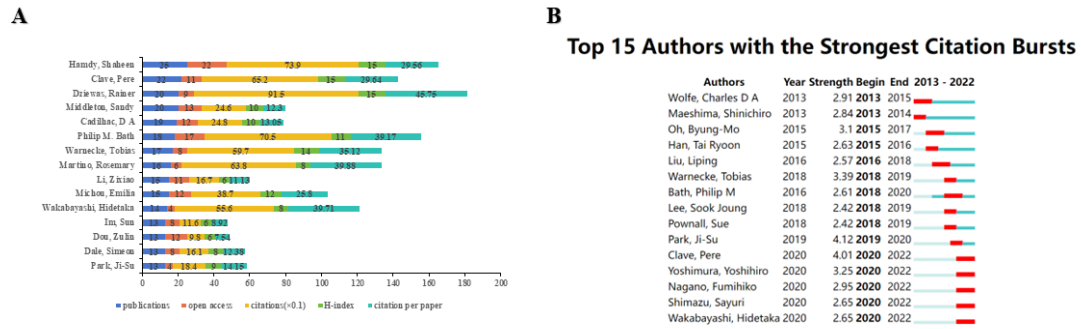 A
Hamdy, Shaheen 25 22 73.9 15 29.56
Clave, Pere 22 11 65.2 15 29.64
Driewas, Rainer 20 9 91.5 15 45.75
Middleton, Sandy 20 13 24.6 10 12.3
Cadilhac, D A 19 12 24.8 10 13.05
Philip M. Bath 18 17 70.5 11 39.17
Warnecke, Tobias 17 8 59.7 14 35.12
Martino, Rosemary 16 6 63.8 8 39.88
Li, Zixiao 15 11 16.7 6 11.13
Michou, Emilia 15 12 38.7 12 25.8
Wakabayashi, Hidetaka 14 4 55.6 8 39.71
Im, Sun 13 8 11.6 6 8.92
Dou, Zulin 13 12 9.8 6 7.54
Dale, Simeon 13 8 16.1 8 12.38
Park, Ji-Su 13 4 18.4 9 14.15
0 20 40 60 80 100 120 140 160 180 200
publications open access citations(×0.1) H-index citation per paper
B
Top 15 Authors with the Strongest Citation Bursts
Authors Year Strength Begin End 2013 - 2022
Wolfe, Charles D A 2013 2.91 2013 2015
Maeshima, Shinichiro 2013 2.84 2013 2014
Oh, Byung-Mo 2015 3.1 2015 2017
Han, Tai Ryoon 2015 2.63 2015 2016
Liu, Liping 2016 2.57 2016 2018
Warnecke, Tobias 2018 3.39 2018 2019
Bath, Philip M 2016 2.61 2018 2020
Lee, Sook Joung 2018 2.42 2018 2019
Pownall, Sue 2018 2.42 2018 2019
Park, Ji-Su 2019 4.12 2019 2020
Clave, Pere 2020 4.01 2020 2022
Yoshimura, Yoshihiro 2020 3.25 2020 2022
Nagano, Fumihiko 2020 2.95 2020 2022
Shimazu, Sayuri 2020 2.65 2020 2022
Wakabayashi, Hidetaka 2020 2.65 2020 2022